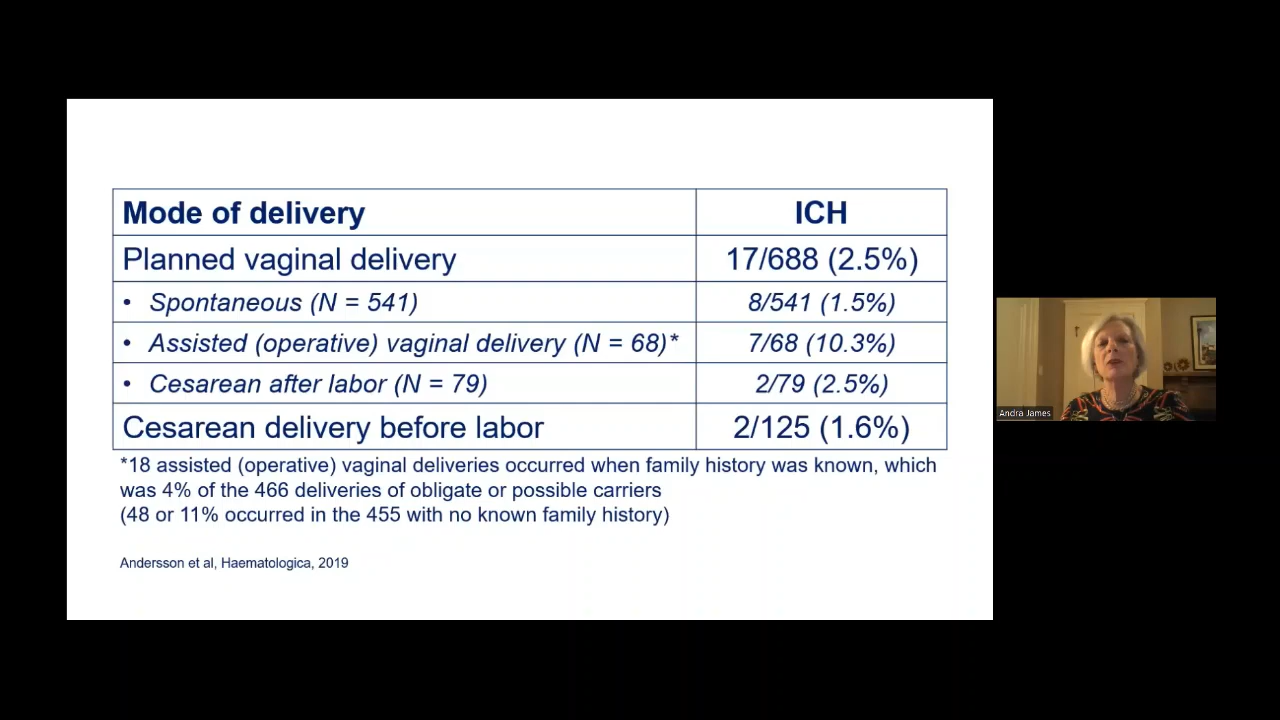 Mode of delivery ICH
Planned vaginal delivery 17/688 (2.5%)
• Spontaneous (N = 541) 8/541 (1.5%)
• Assisted (operative) vaginal delivery (N = 68)* 7/68 (10.3%)
• Cesarean after labor (N = 79) 2/79 (2.5%)
Cesarean delivery before labor 2/125 (1.6%)
*18 assisted (operative) vaginal deliveries occurred when family history was known, which
was 4% of the 466 deliveries of obligate or possible carriers
(48 or 11% occurred in the 455 with no known family history)
Andersson et al, Haematologica, 2019
Andra James